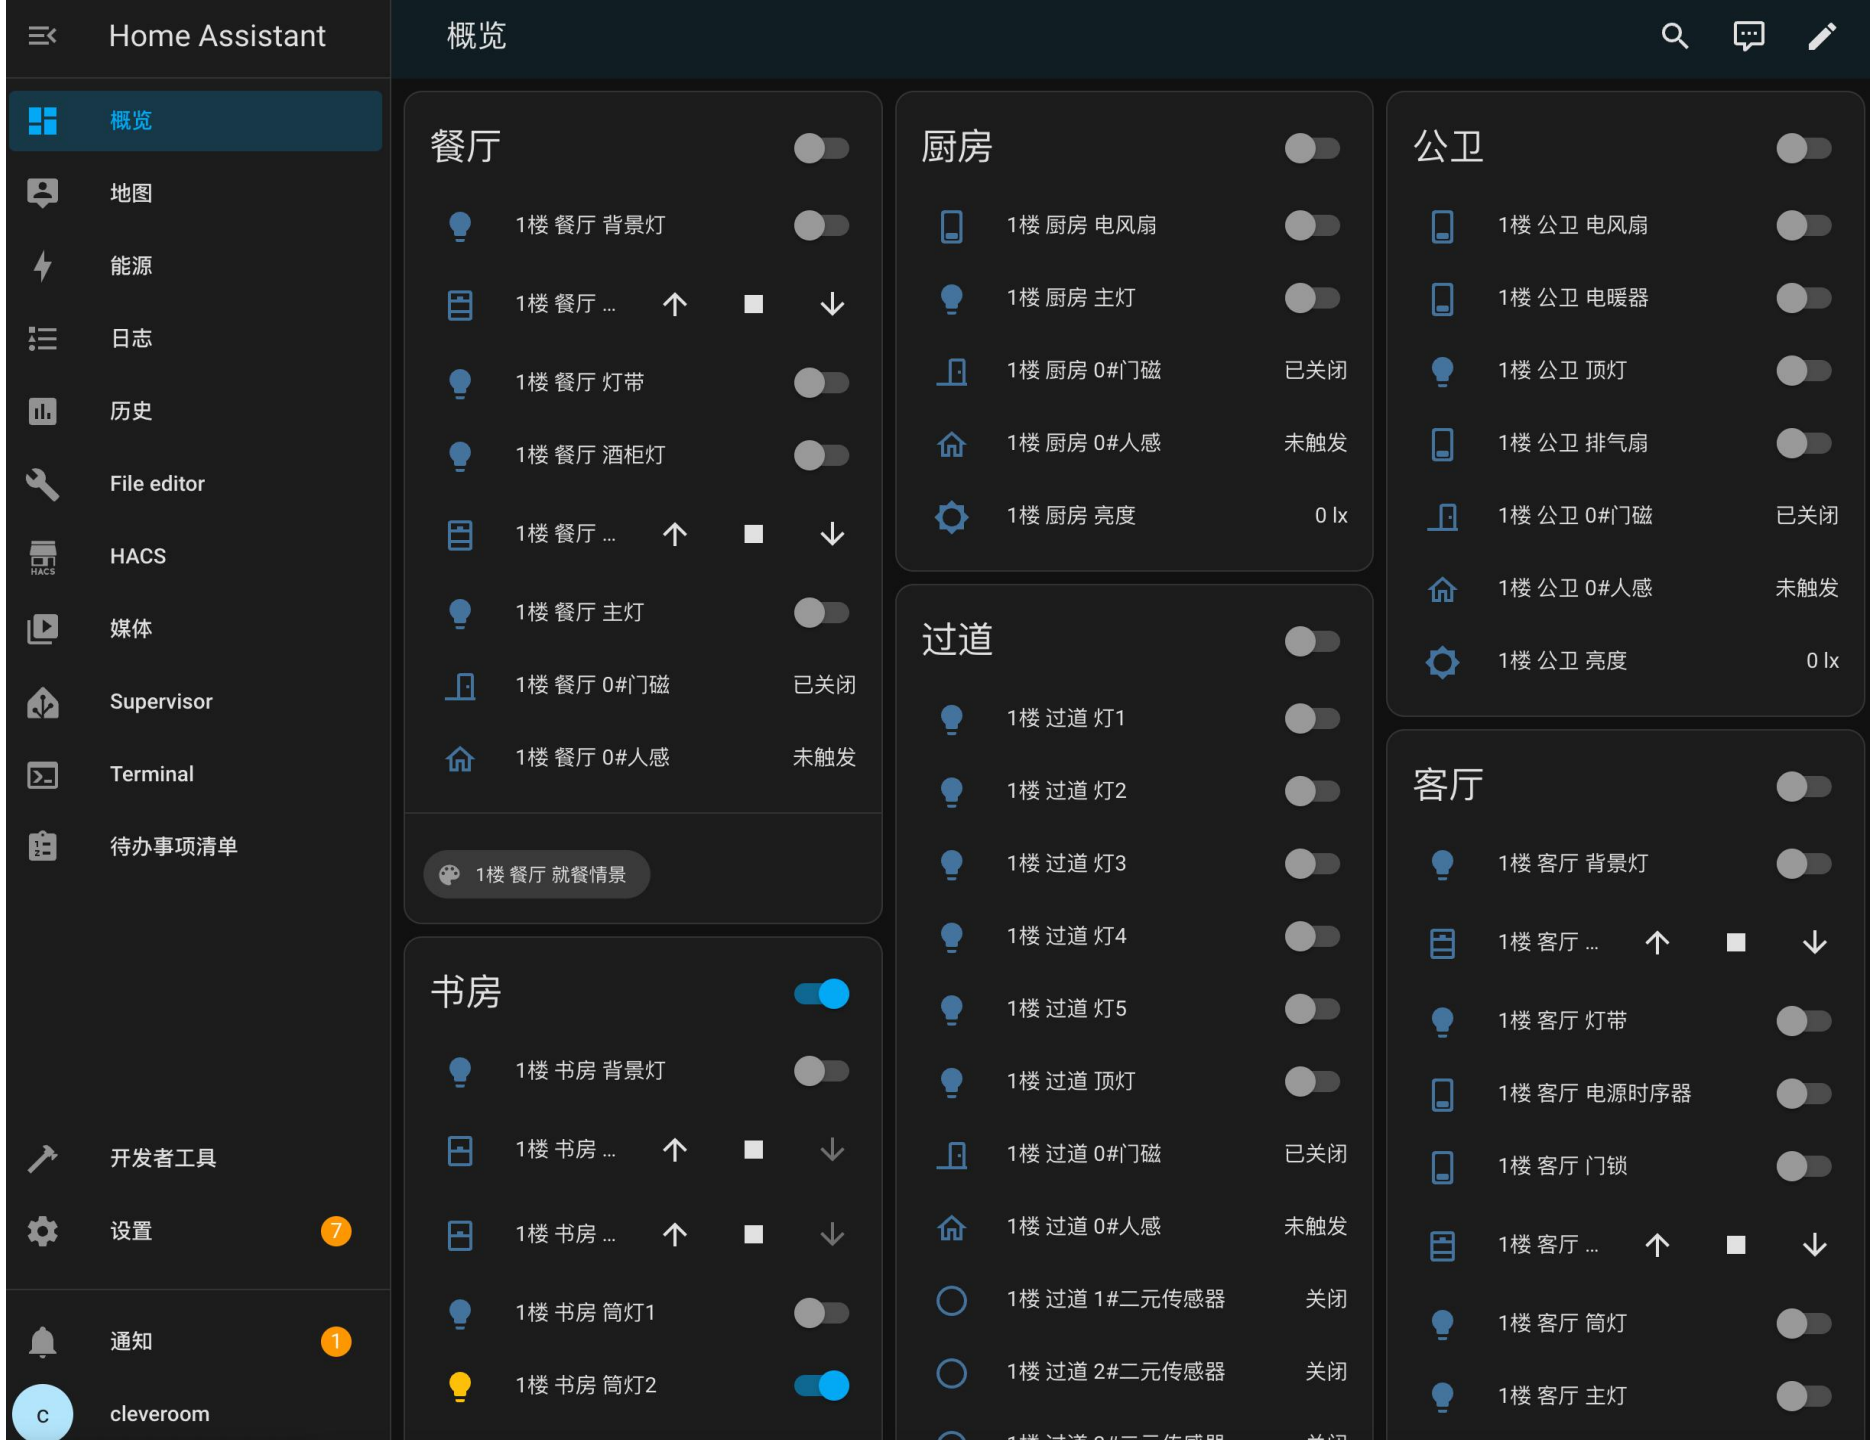 Home Assistant
概览
概览
地图
能源
日志
历史
File editor
HACS
HACS
媒体
Supervisor
Terminal
待办事项清单
开发者工具
设置
7
通知
1
c
cleveroom
餐厅
1楼 餐厅 背景灯
1楼 餐厅 ...
1楼 餐厅 灯带
1楼 餐厅 酒柜灯
1楼 餐厅 ...
1楼 餐厅 主灯
1楼 餐厅 0#门磁 已关闭
1楼 餐厅 0#人感 未触发
1楼 餐厅 就餐情景
书房
1楼 书房 背景灯
1楼 书房 ...
1楼 书房 ...
1楼 书房 筒灯1
1楼 书房 筒灯2
厨房
1楼 厨房 电风扇
1楼 厨房 主灯
1楼 厨房 0#门磁 已关闭
1楼 厨房 0#人感 未触发
1楼 厨房 亮度 0 lx
过道
1楼 过道 灯1
1楼 过道 灯2
1楼 过道 灯3
1楼 过道 灯4
1楼 过道 灯5
1楼 过道 顶灯
1楼 过道 0#门磁 已关闭
1楼 过道 0#人感 未触发
1楼 过道 1#二元传感器 关闭
1楼 过道 2#二元传感器 关闭
公卫
1楼 公卫 电风扇
1楼 公卫 电暖器
1楼 公卫 顶灯
1楼 公卫 排气扇
1楼 公卫 0#门磁 已关闭
1楼 公卫 0#人感 未触发
1楼 公卫 亮度 0 lx
客厅
1楼 客厅 背景灯
1楼 客厅 ...
1楼 客厅 灯带
1楼 客厅 电源时序器
1楼 客厅 门锁
1楼 客厅 ...
1楼 客厅 筒灯
1楼 客厅 主灯